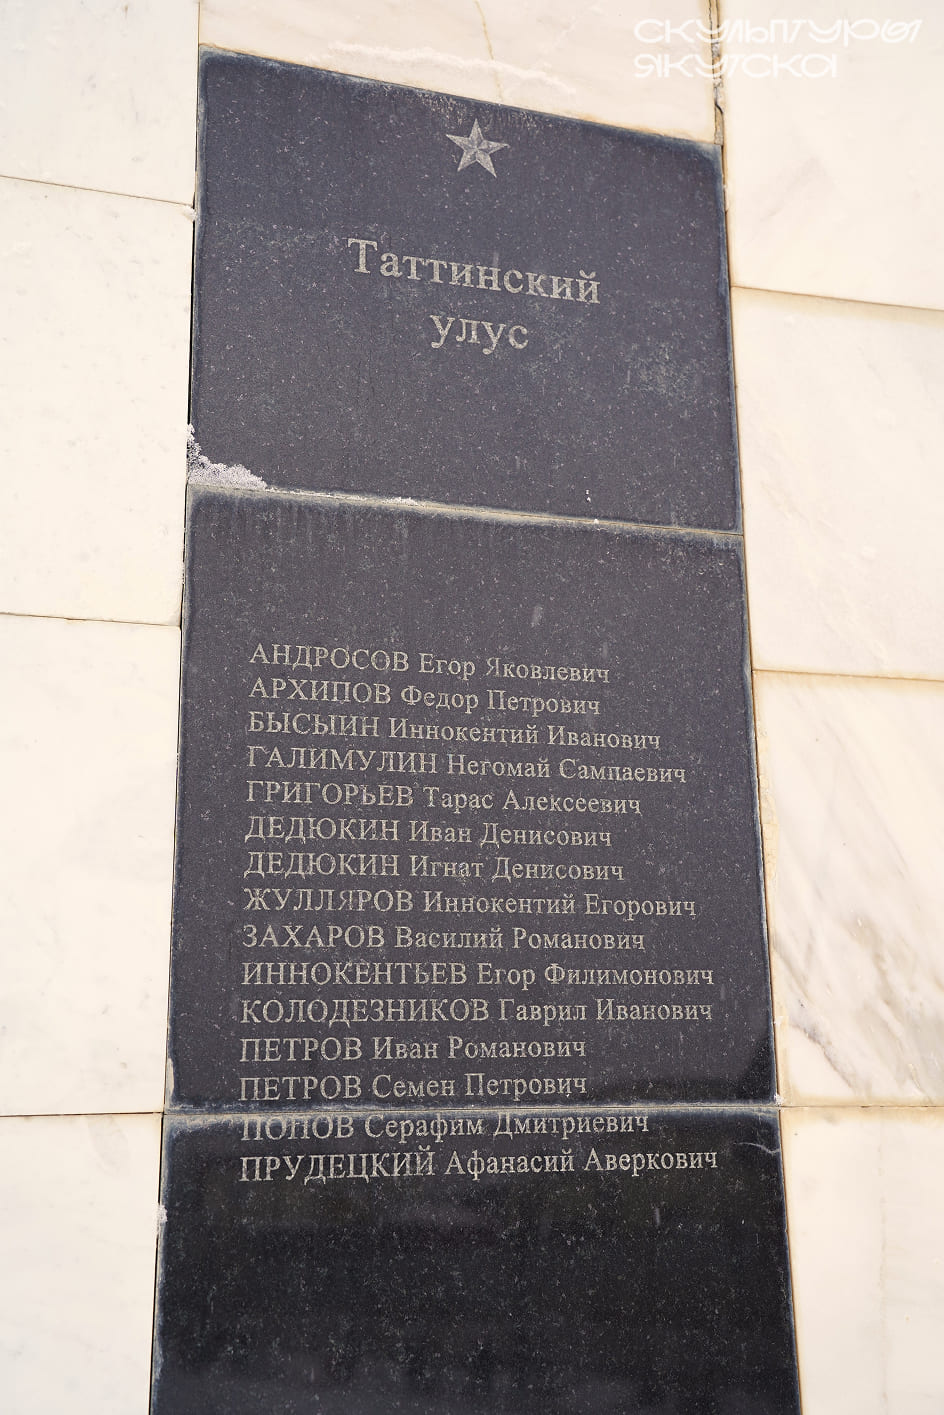 СКУЛЬПТУРЫ
ЯКУТСКА
Таттинский
улус
АНДРОСОВ Егор Яковлевич
АРХИПОВ Федор Петрович
БЫСЫИН Иннокентий Иванович
ГАЛИМУЛИН Негомай Сампаевич
ГРИГОРЬЕВ Тарас Алексеевич
ДЕДЮКИН Иван Денисович
ДЕДЮКИН Игнат Денисович
ЖУЛЛЯРОВ Иннокентий Егорович
ЗАХАРОВ Василий Романович
ИННОКЕНТЬЕВ Егор Филимонович
КОЛОДЕЗНИКОВ Гаврил Иванович
ПЕТРОВ Иван Романович
ПЕТРОВ Семен Петрович
ПОПОВ Серафим Дмитриевич
ПРУДЕЦКИЙ Афанасий Аверкович